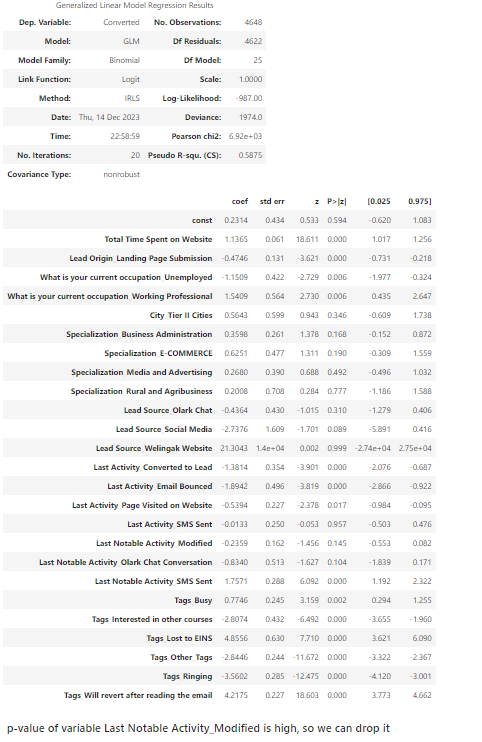 Generalized Linear Model Regression Results
Dep. Variable: Converted No. Observations: 4648
Model: GLM Df Residuals: 4622
Model Family: Binomial Df Model: 25
Link Function: Logit Scale: 1.0000
Method: IRLS Log-Likelihood: -987.00
Date: Thu, 14 Dec 2023 Deviance: 1974.0
Time: 22:58:59 Pearson chi2: 6.92e+03
No. Iterations: 20 Pseudo R-squ. (CS): 0.5875
Covariance Type: nonrobust
coef std err z P>|z| [0.025 0.975]
const 0.2314 0.434 0.533 0.594 -0.620 1.083
Total Time Spent on Website 1.1365 0.061 18.611 0.000 1.017 1.256
Lead Origin_Landing Page Submission -0.4746 0.131 -3.621 0.000 -0.731 -0.218
What is your current occupation_Unemployed -1.1509 0.422 -2.729 0.006 -1.977 -0.324
What is your current occupation_Working Professional 1.5409 0.564 2.730 0.006 0.435 2.647
City_Tier II Cities 0.5643 0.599 0.943 0.346 -0.609 1.738
Specialization_Business Administration 0.3598 0.261 1.378 0.168 -0.152 0.872
Specialization_E-COMMERCE 0.6251 0.477 1.311 0.190 -0.309 1.559
Specialization_Media and Advertising 0.2680 0.390 0.688 0.492 -0.496 1.032
Specialization_Rural and Agribusiness 0.2008 0.708 0.284 0.777 -1.186 1.588
Lead Source_Olark Chat -0.4364 0.430 -1.015 0.310 -1.279 0.406
Lead Source_Social Media -2.7376 1.609 -1.701 0.089 -5.891 0.416
Lead Source_Welingak Website 21.3043 1.4e+04 0.002 0.999 -2.74e+04 2.75e+04
Last Activity_Converted to Lead -1.3814 0.354 -3.901 0.000 -2.076 -0.687
Last Activity_Email Bounced -1.8942 0.496 -3.819 0.000 -2.866 -0.922
Last Activity_Page Visited on Website -0.5394 0.227 -2.378 0.017 -0.984 -0.095
Last Activity_SMS Sent -0.0133 0.250 -0.053 0.957 -0.503 0.476
Last Notable Activity_Modified -0.2359 0.162 -1.456 0.145 -0.553 0.082
Last Notable Activity_Olark Chat Conversation -0.8340 0.513 -1.627 0.104 -1.839 0.171
Last Notable Activity_SMS Sent 1.7571 0.288 6.092 0.000 1.192 2.322
Tags_Busy 0.7746 0.245 3.159 0.002 0.294 1.255
Tags_Interested in other courses -2.8074 0.432 -6.492 0.000 -3.655 -1.960
Tags_Lost to EINS 4.8556 0.630 7.710 0.000 3.621 6.090
Tags_Other_Tags -2.8446 0.244 -11.672 0.000 -3.322 -2.367
Tags_Ringing -3.5602 0.285 -12.475 0.000 -4.120 -3.001
Tags_Will revert after reading the email 4.2175 0.227 18.603 0.000 3.773 4.662
p-value of variable Last Notable Activity_Modified is high, so we can drop it